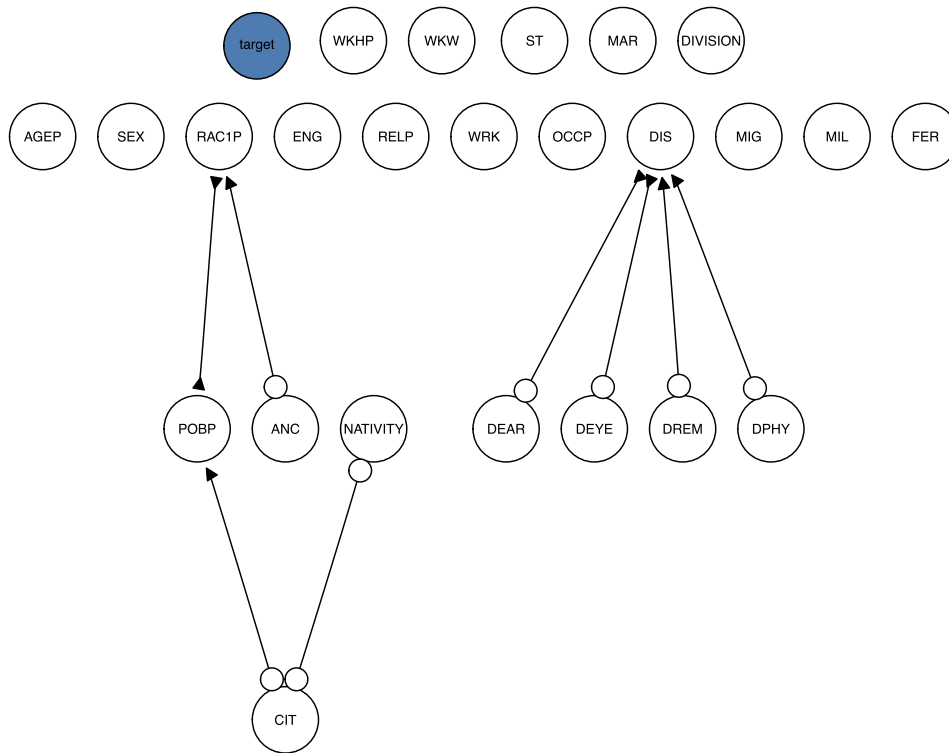 target WKHP WKW ST MAR DIVISION
AGEP SEX RAC1P ENG RELP WRK OCCP DIS MIG MIL FER
POBP ANC NATIVITY DEAR DEYE DREM DPHY
CIT